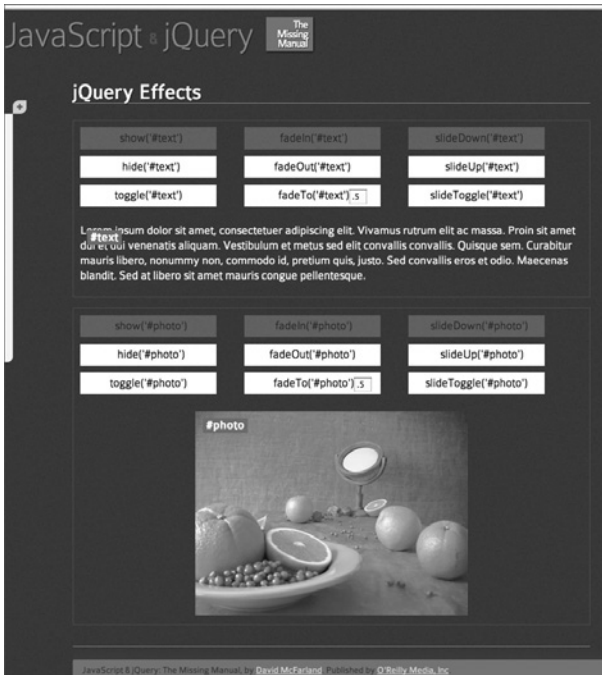 JavaScript & jQuery
The
Missing
Manual
jQuery Effects
+
show('#text')
fadeIn('#text')
slideDown('#text')
hide('#text')
fadeOut('#text')
slideUp('#text')
toggle('#text')
fadeTo('#text') .5
slideToggle('#text')
Lorem ipsum dolor sit amet, consectetuer adipiscing elit. Vivamus rutrum elit ac massa. Proin sit amet
#text
dui et dui venenatis aliquam. Vestibulum et metus sed elit convallis convallis. Quisque sem. Curabitur
mauris libero, nonummy non, commodo id, pretium quis, justo. Sed convallis eros et odio. Maecenas
blandit. Sed at libero sit amet mauris congue pellentesque.
show('#photo')
fadeIn('#photo')
slideDown('#photo')
hide('#photo')
fadeOut('#photo')
slideUp('#photo')
toggle('#photo')
fadeTo('#photo') .5
slideToggle('#photo')
#photo
JavaScript & jQuery: The Missing Manual, by David McFarland. Published by O'Reilly Media, Inc